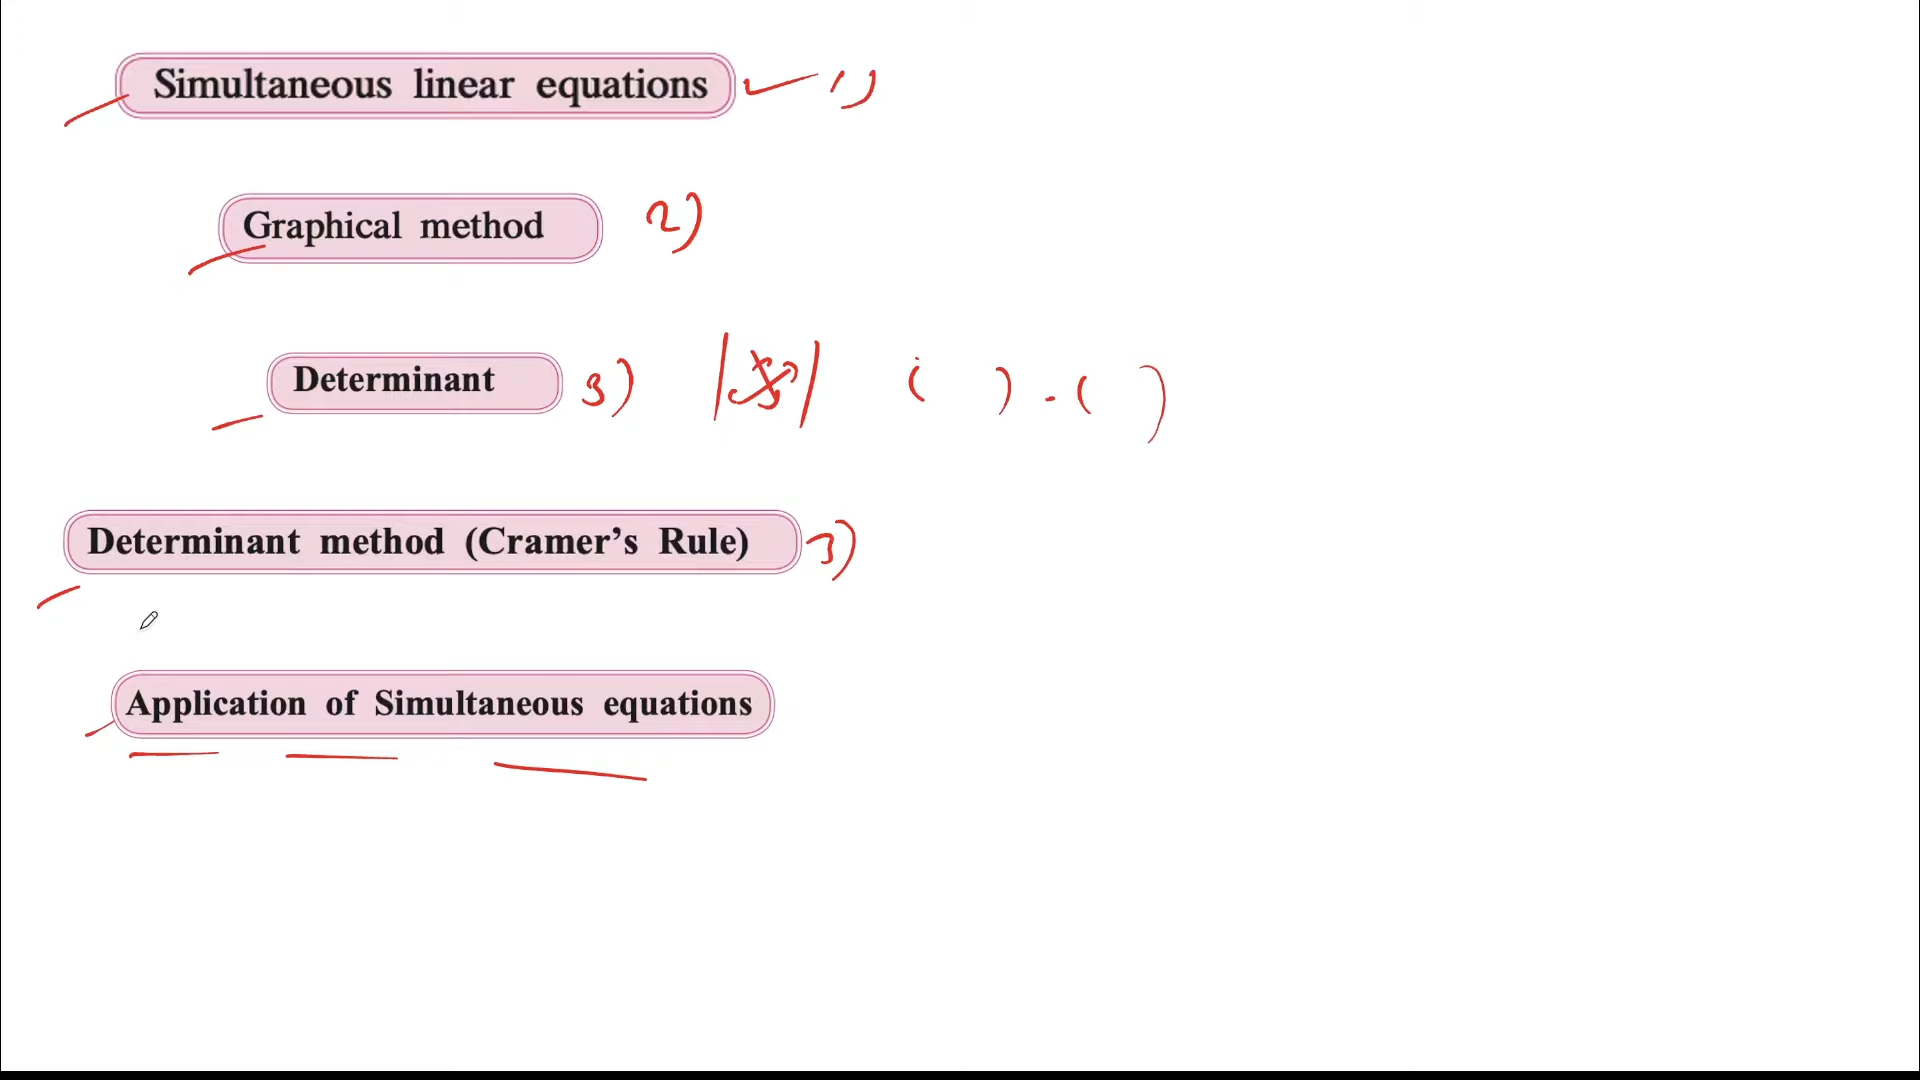 Simultaneous linear equations 1)
Graphical method 2)
Determinant 3) | | ( ) - ( )
Determinant method (Cramer’s Rule) 3)
Application of Simultaneous equations